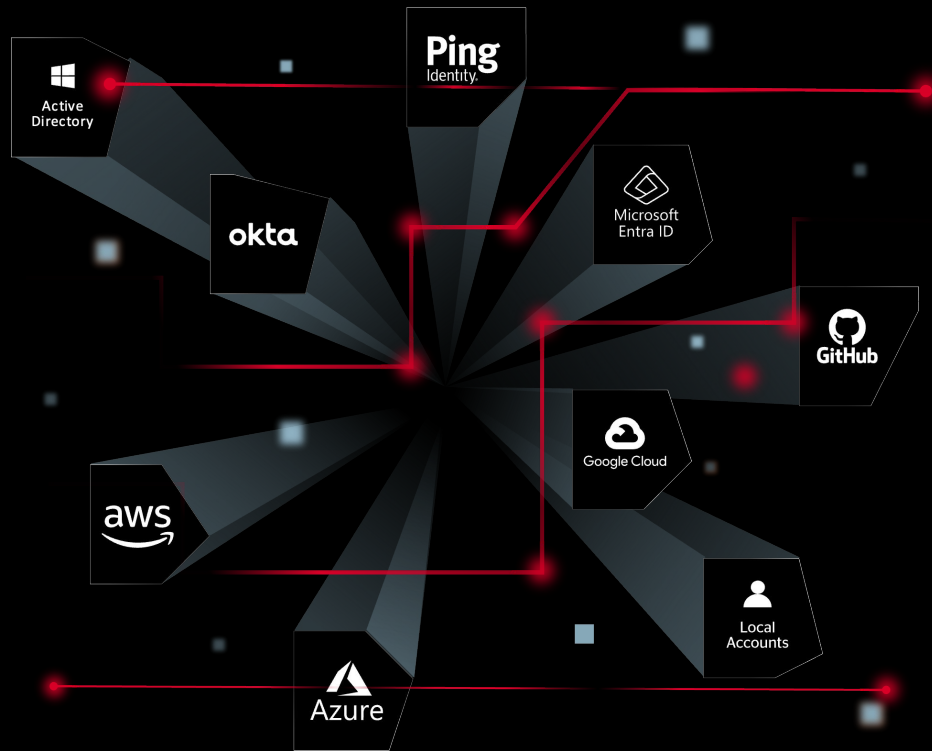 Ping
Identity.
Active
Directory
okta
Microsoft
Entra ID
GitHub
Google Cloud
aws
Local
Accounts
Azure